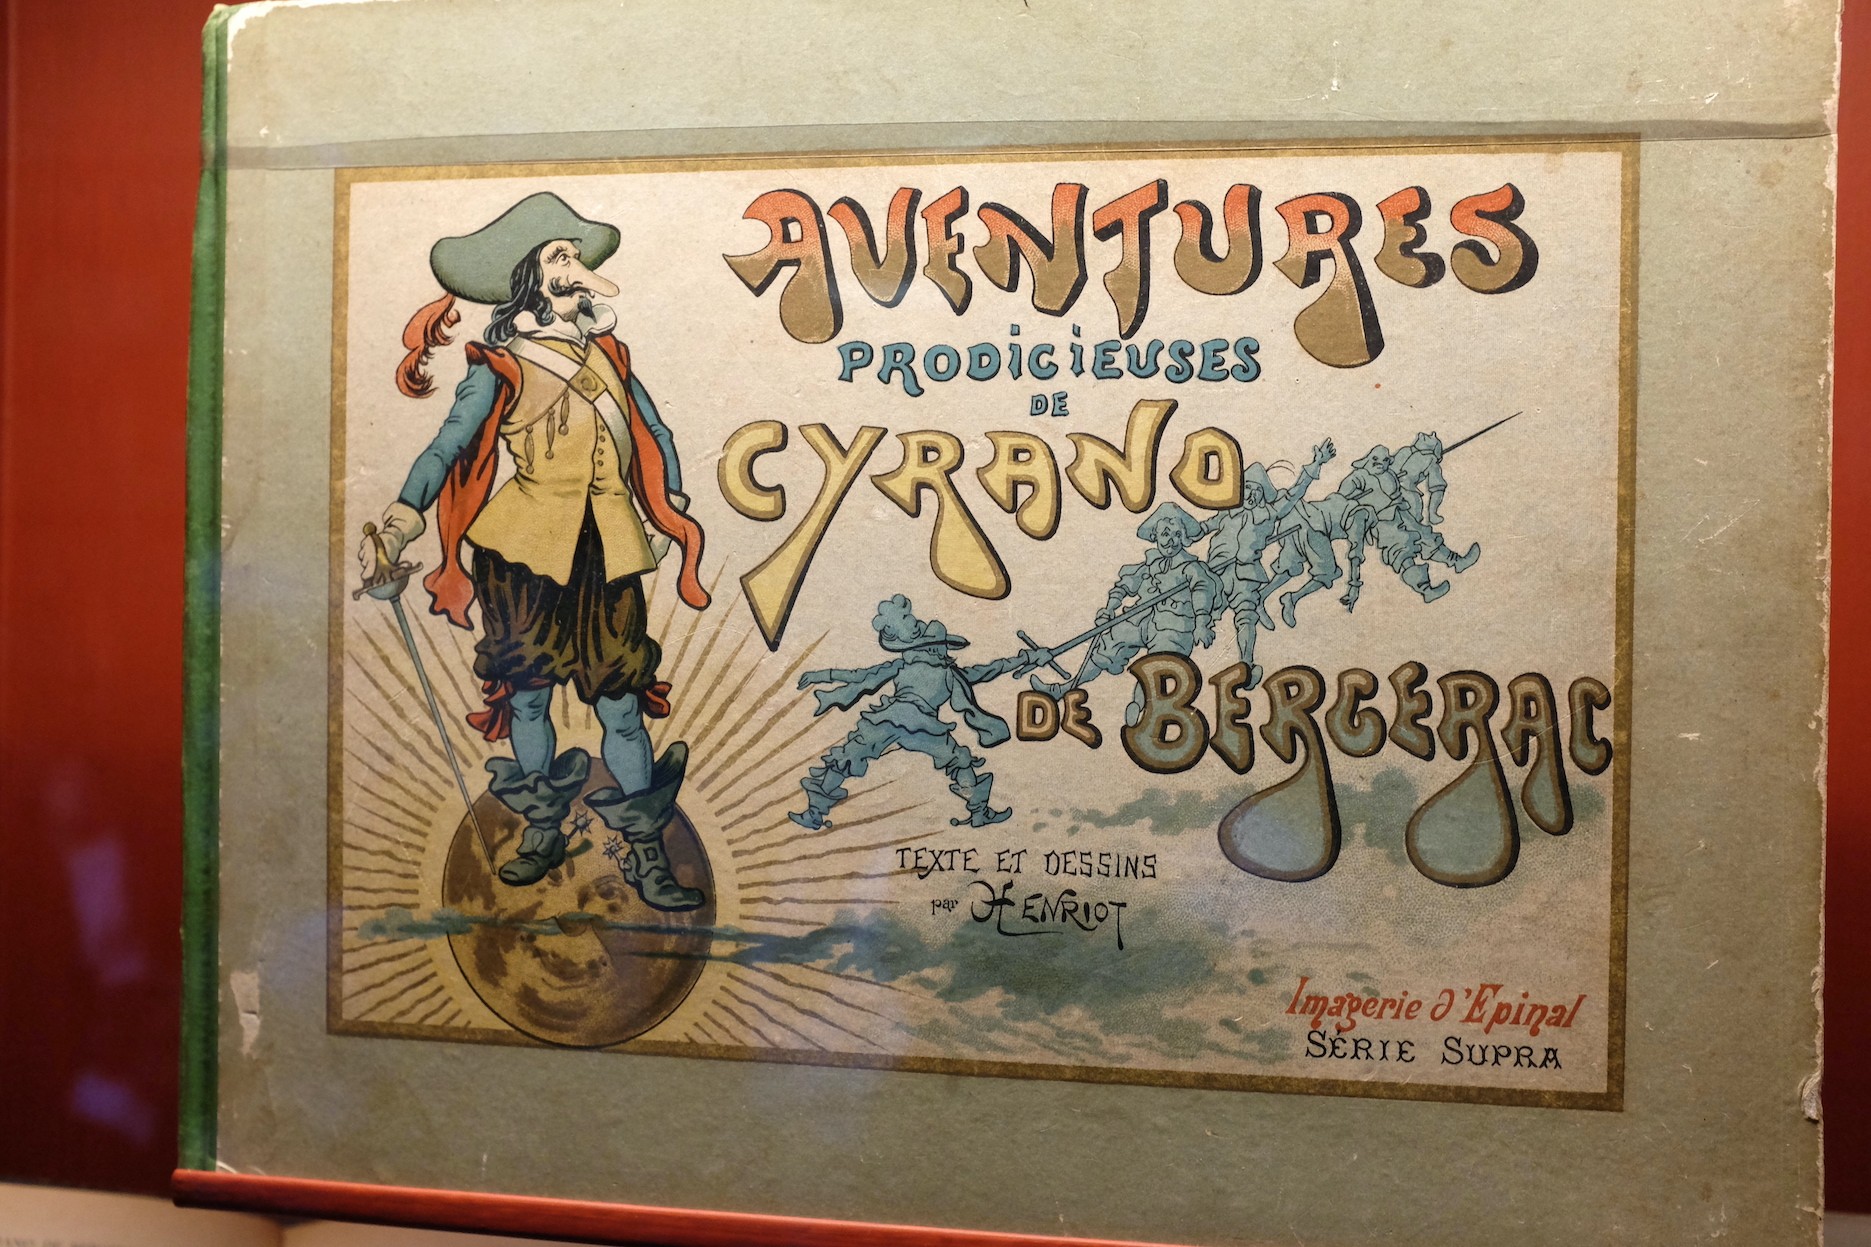 AVENTURES
PRODIGIEUSES
DE
CYRANO
DE BERGERAC
TEXTE ET DESSINS
par HENRIOT
Imagerie d'Epinal
SÉRIE SUPRA